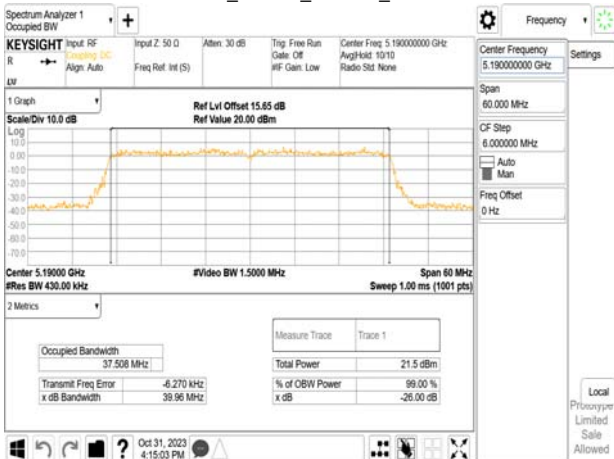 Spectrum Analyzer 1
Occupied BW
Frequency
KEYSIGHT
Input: RF
Coupling: DC
Align: Auto
Input Z: 50 Ω
Freq Ref: Int (S)
Atten: 30 dB
Trig: Free Run
Gate: Off
#IF Gain: Low
Center Freq: 5.190000000 GHz
Avg|Hold: 10/10
Radio Std: None
R
LW
Center Frequency
5.190000000 GHz
Settings
Span
60.000 MHz
CF Step
6.000000 MHz
Auto
Man
Freq Offset
0 Hz
1 Graph
Scale/Div 10.0 dB
Ref Lvl Offset 15.65 dB
Ref Value 20.00 dBm
Log
10.0
0.00
-10.0
-20.0
-30.0
-40.0
-50.0
-60.0
-70.0
Center 5.19000 GHz
#Res BW 430.00 kHz
#Video BW 1.5000 MHz
Span 60 MHz
Sweep 1.00 ms (1001 pts)
2 Metrics
Measure Trace
Trace 1
Occupied Bandwidth
37.508 MHz
Total Power
21.5 dBm
Transmit Freq Error
-6.270 kHz
% of OBW Power
99.00 %
x dB Bandwidth
39.96 MHz
x dB
-26.00 dB
Local
Prototype
Limited
Sale
Allowed
Oct 31, 2023
4:15:03 PM